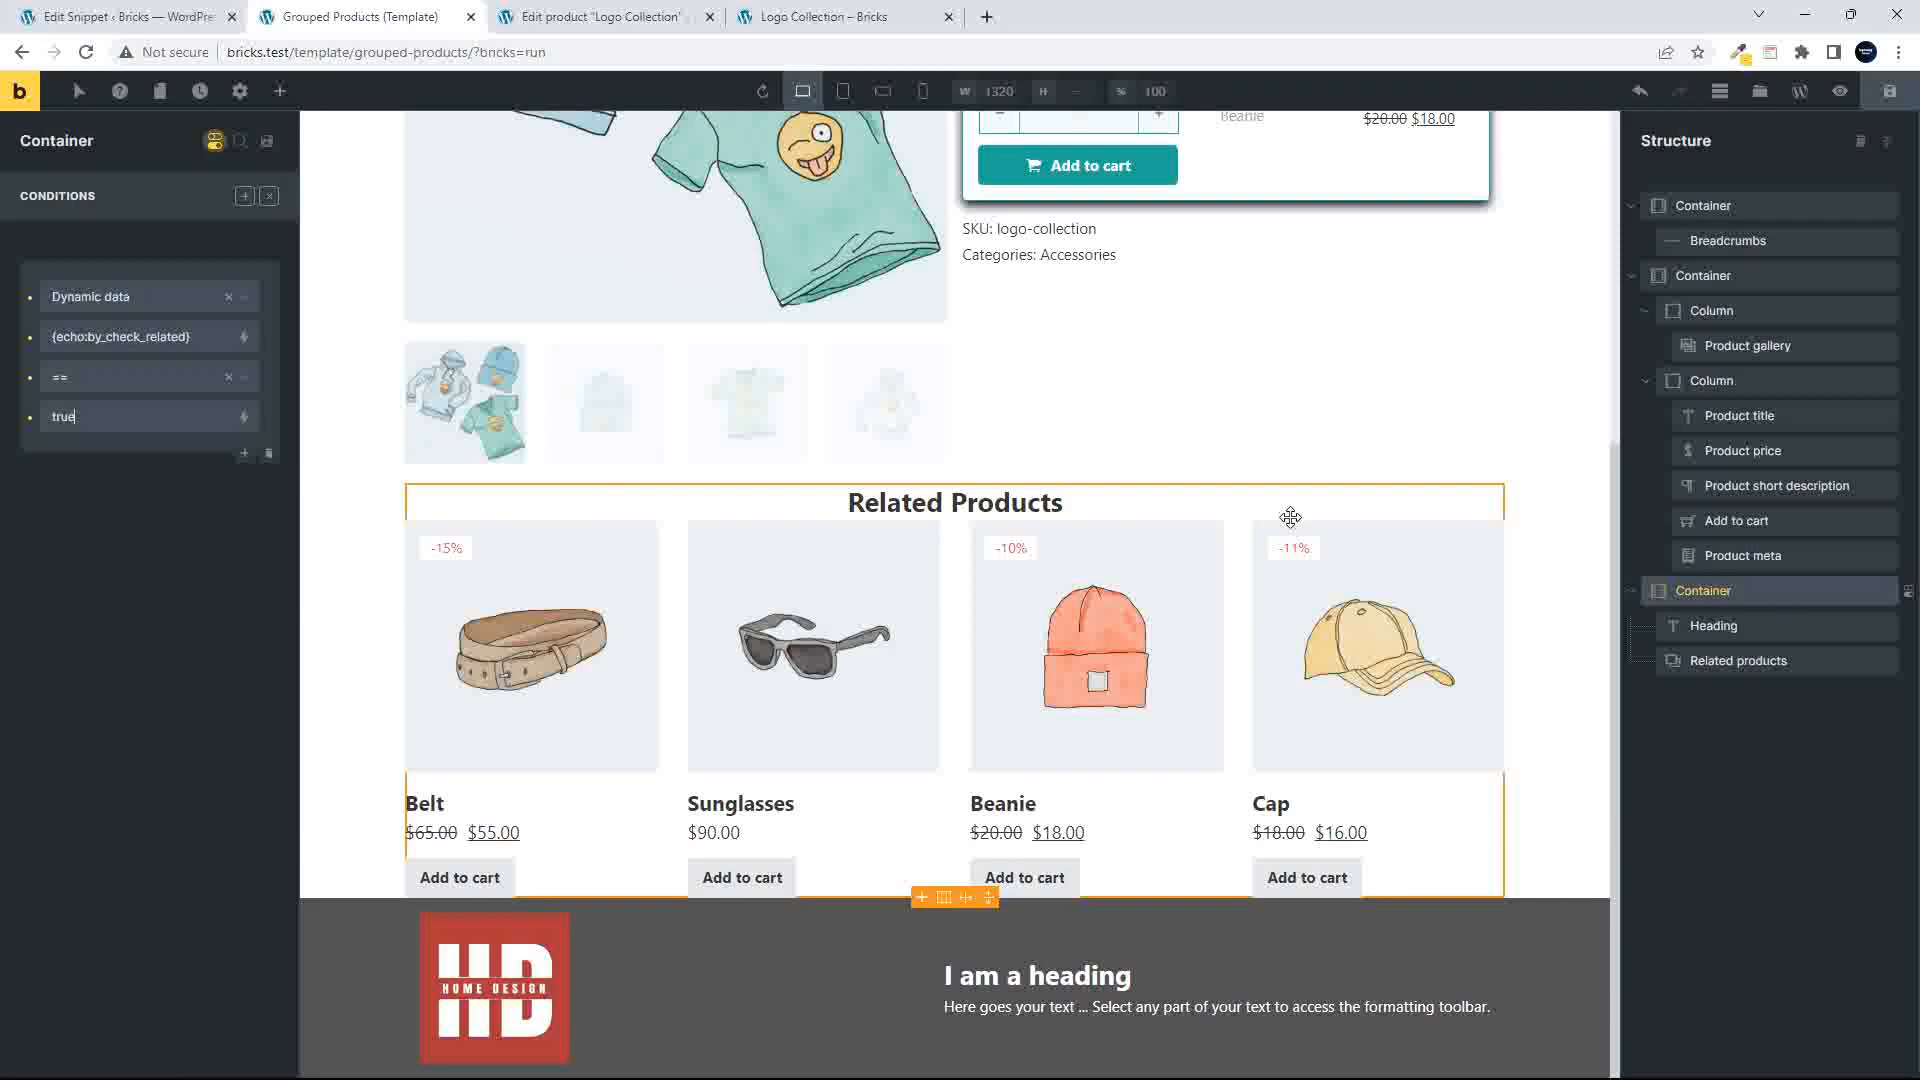 Edit Snippet ‹ Bricks — WordPre
Grouped Products (Template)
Edit product "Logo Collection"
Logo Collection – Bricks
Not secure
bricks.test/template/grouped-products/?bricks=run
b
W 1320 H % 100
Container
CONDITIONS
Dynamic data
{echo:by_check_related}
==
true
Beanie
$20.00 $18.00
Add to cart
SKU: logo-collection
Categories: Accessories
Related Products
-15%
-10%
-11%
Belt
$65.00 $55.00
Add to cart
Sunglasses
$90.00
Add to cart
Beanie
$20.00 $18.00
Add to cart
Cap
$18.00 $16.00
Add to cart
HD
HOME DESIGN
I am a heading
Here goes your text ... Select any part of your text to access the formatting toolbar.
Structure
Container
Breadcrumbs
Container
Column
Product gallery
Column
Product title
Product price
Product short description
Add to cart
Product meta
Container
Heading
Related products